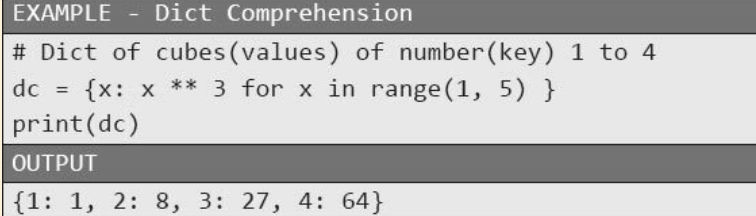 EXAMPLE - Dict Comprehension
# Dict of cubes(values) of number(key) 1 to 4
dc = {x: x ** 3 for x in range(1, 5) }
print(dc)
OUTPUT
{1: 1, 2: 8, 3: 27, 4: 64}